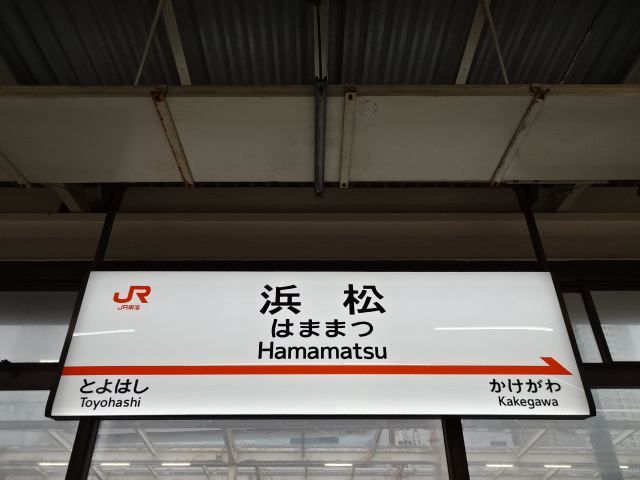 JR
JR東海
浜 松
はままつ
Hamamatsu
とよはし
Toyohashi
かけがわ
Kakegawa